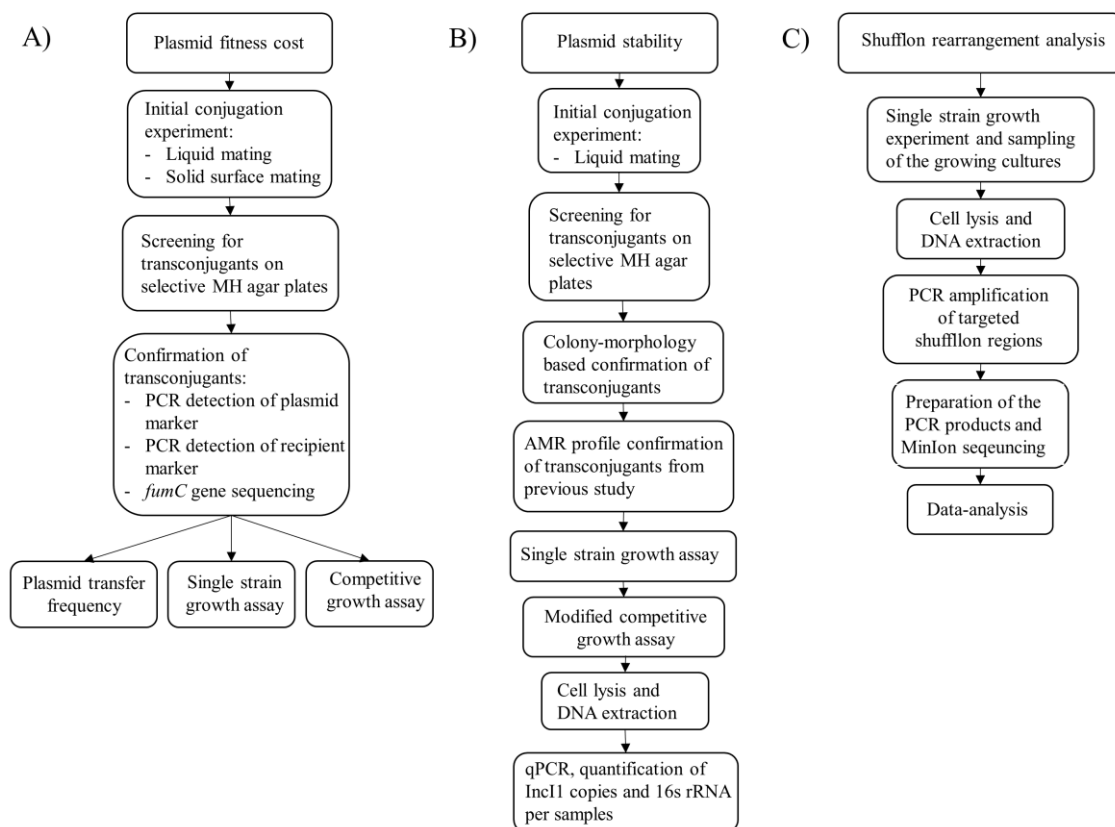 A)
Plasmid fitness cost
Initial conjugation
experiment:
- Liquid mating
- Solid surface mating
Screening for
transconjugants on
selective MH agar plates
Confirmation of
transconjugants:
- PCR detection of plasmid
marker
- PCR detection of recipient
marker
- fumC gene sequencing
Plasmid transfer
frequency
Single strain
growth assay
Competitive
growth assay
B)
Plasmid stability
Initial conjugation
experiment:
- Liquid mating
Screening for
transconjugants on
selective MH agar
plates
Colony-morphology
based confirmation of
transconjugants
AMR profile confirmation
of transconjugants from
previous study
Single strain growth assay
Modified competitive
growth assay
Cell lysis and
DNA extraction
qPCR, quantification of
IncI1 copies and 16s rRNA
per samples
C)
Shufflon rearrangement analysis
Single strain growth
experiment and sampling
of the growing cultures
Cell lysis and
DNA extraction
PCR amplification
of targeted
shuffllon regions
Preparation of the
PCR products and
MinIon seqeuncing
Data-analysis